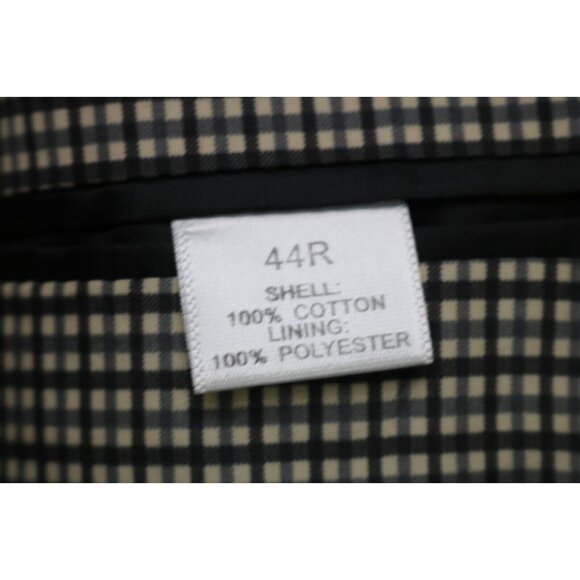 44R
SHELL:
100% COTTON
LINING:
100% POLYESTER